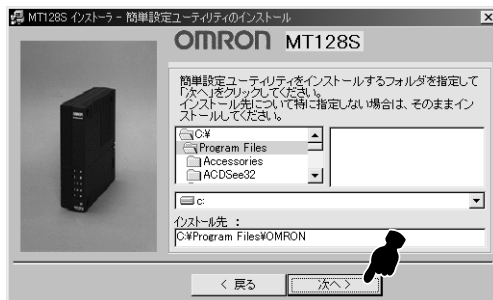 MT128S インストーラ - 簡単設定ユーティリティのインストール
OMRON MT128S
簡単設定ユーティリティをインストールするフォルダを指定して
「次へ」をクリックしてください。
インストール先について特に指定しない場合は、そのままイン
ストールしてください。
C:¥
Program Files
Accessories
ACDSee32
c:
インストール先 :
C:¥Program Files¥OMRON
< 戻る
次へ >